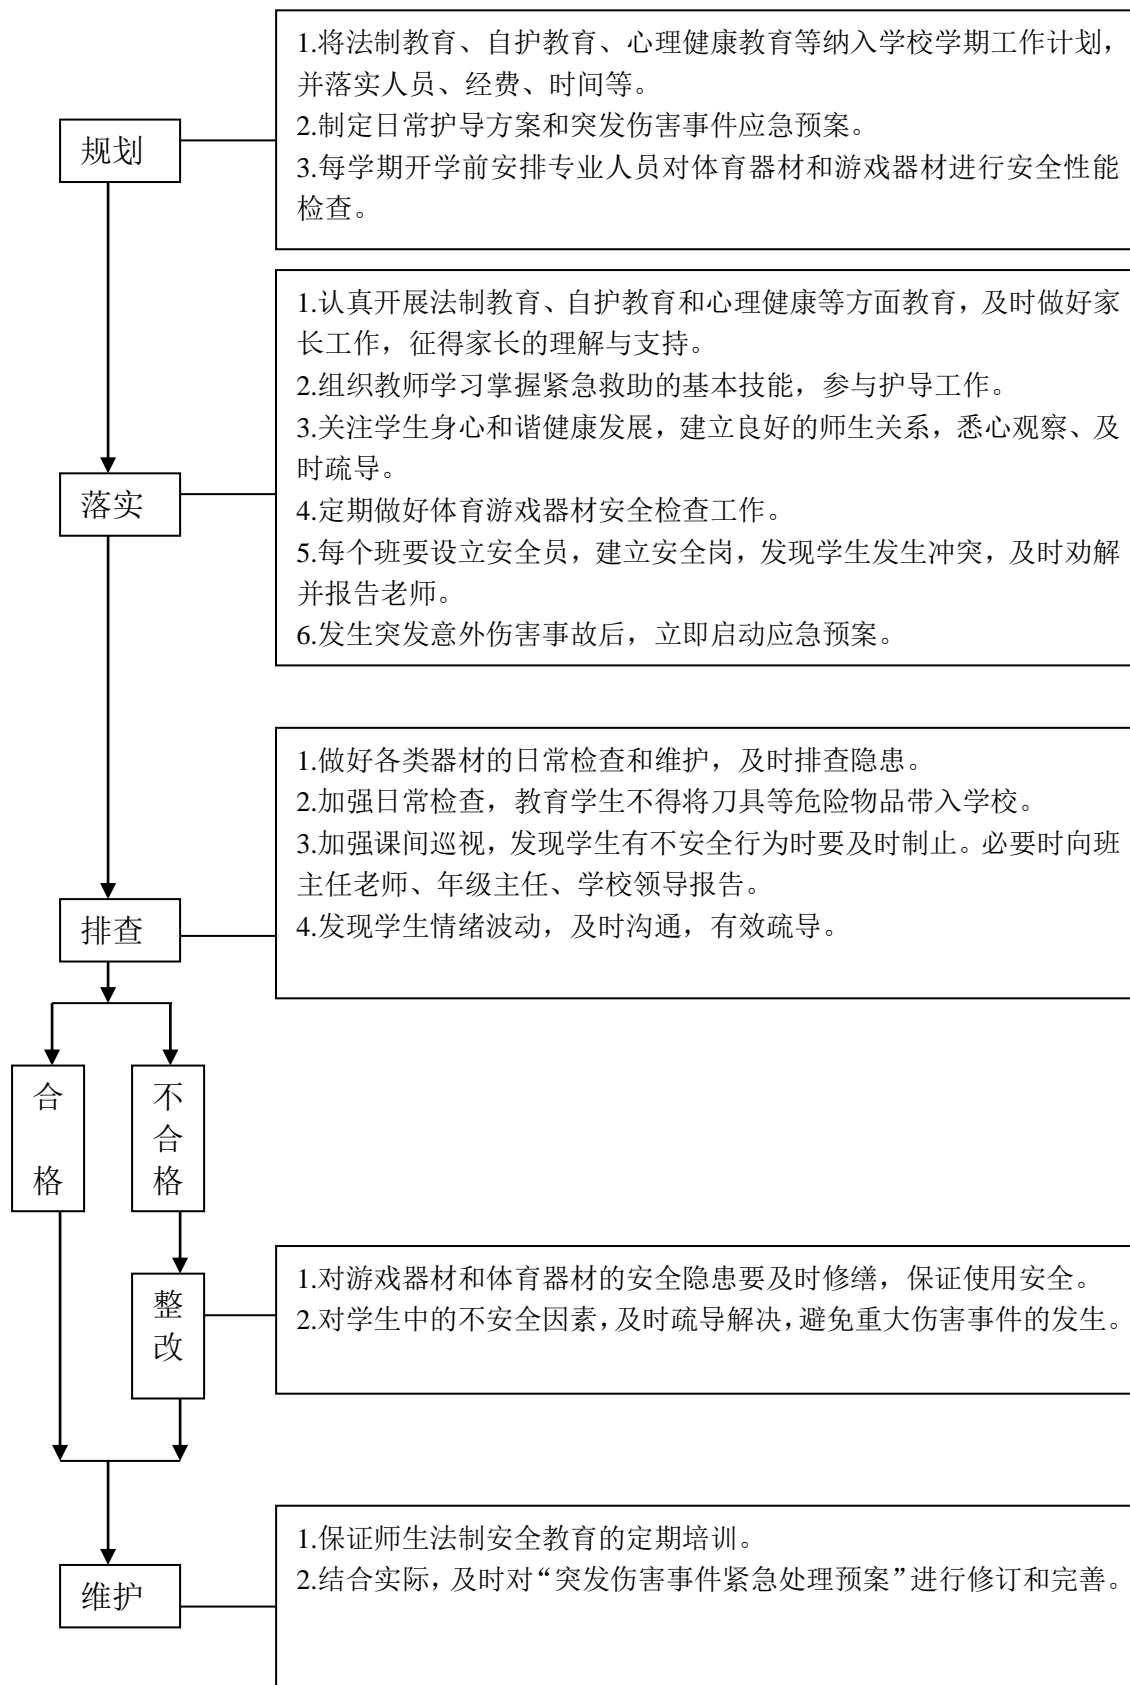 1.将法制教育、自护教育、心理健康教育等纳入学校学期工作计划，
并落实人员、经费、时间等。
2.制定日常护导方案和突发伤害事件应急预案。
3.每学期开学前安排专业人员对体育器材和游戏器材进行安全性能
检查。
规划
1.认真开展法制教育、自护教育和心理健康等方面教育，及时做好家
长工作，征得家长的理解与支持。
2.组织教师学习掌握紧急救助的基本技能，参与护导工作。
3.关注学生身心和谐健康发展，建立良好的师生关系，悉心观察、及
时疏导。
4.定期做好体育游戏器材安全检查工作。
5.每个班要设立安全员，建立安全岗，发现学生发生冲突，及时劝解
并报告老师。
6.发生突发意外伤害事故后，立即启动应急预案。
落实
1.做好各类器材的日常检查和维护，及时排查隐患。
2.加强日常检查，教育学生不得将刀具等危险物品带入学校。
3.加强课间巡视，发现学生有不安全行为时要及时制止。必要时向班
主任老师、年级主任、学校领导报告。
4.发现学生情绪波动，及时沟通，有效疏导。
排查
合
格
不
合
格
整
改
1.对游戏器材和体育器材的安全隐患要及时修缮，保证使用安全。
2.对学生中的不安全因素，及时疏导解决，避免重大伤害事件的发生。
1.保证师生法制安全教育的定期培训。
2.结合实际，及时对“突发伤害事件紧急处理预案”进行修订和完善。
维护